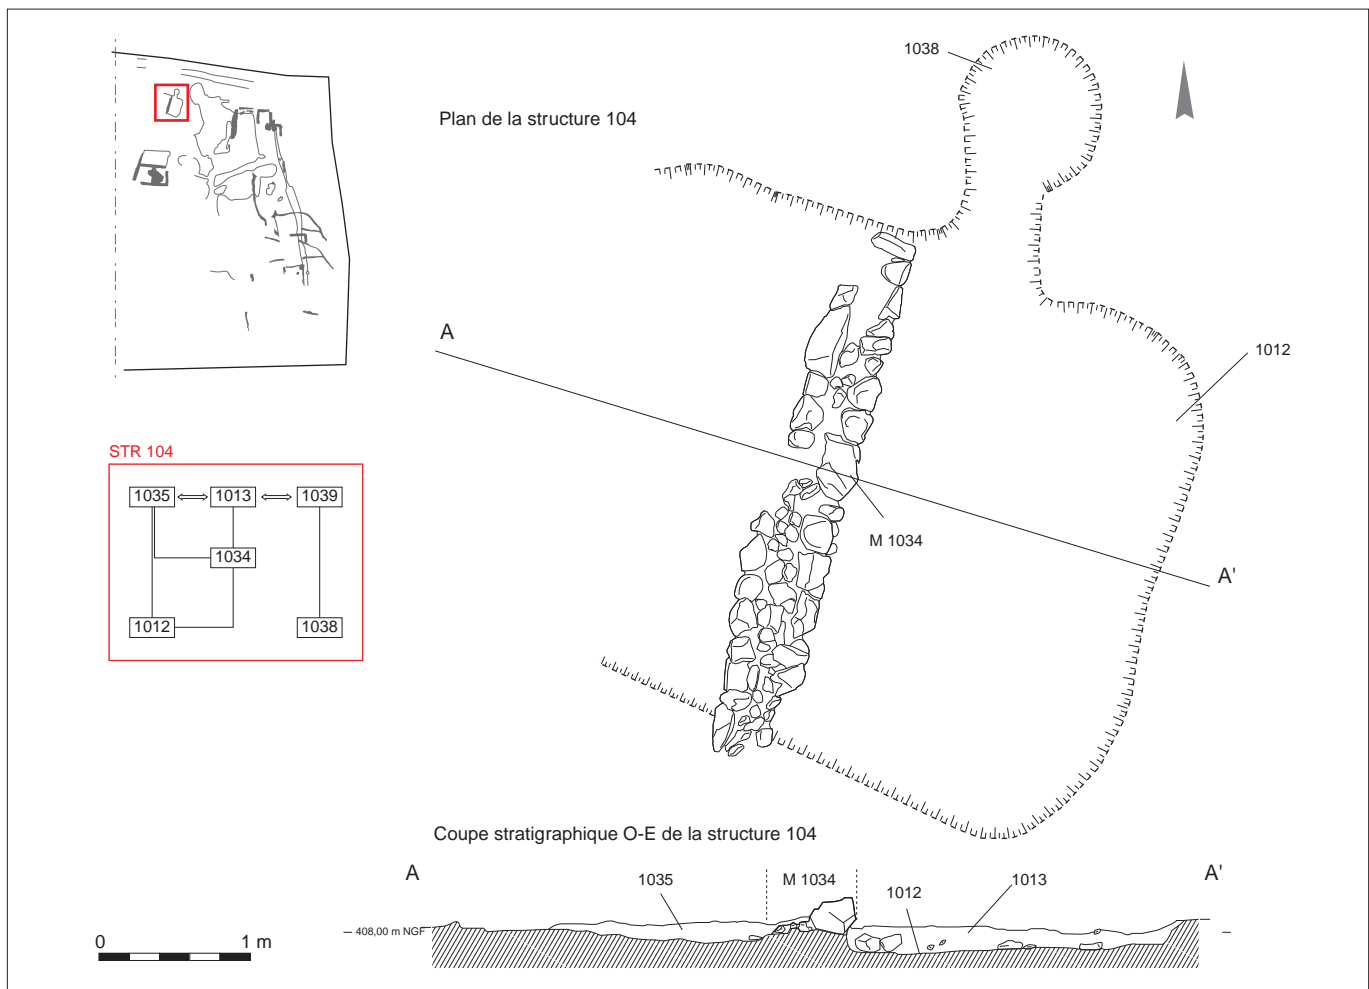 1038
Plan de la structure 104
A
1012
M 1034
A'
STR 104
1035 1013 1039
1034
1012 1038
Coupe stratigraphique O-E de la structure 104
A 1035 M 1034 1012 1013 A'
408,00 m NGF
0 1 m